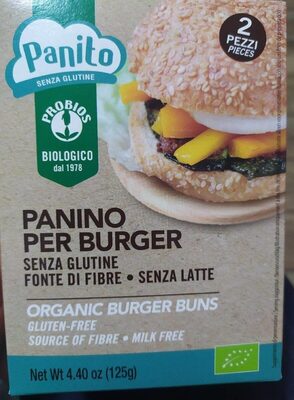 Panito
SENZA GLUTINE
2
PEZZI
PIECES
PROBIOS
BIOLOGICO
dal 1978
PANINO
PER BURGER
SENZA GLUTINE
FONTE DI FIBRE • SENZA LATTE
ORGANIC BURGER BUNS
GLUTEN-FREE
SOURCE OF FIBRE • MILK FREE
Net Wt 4.40 oz (125g)